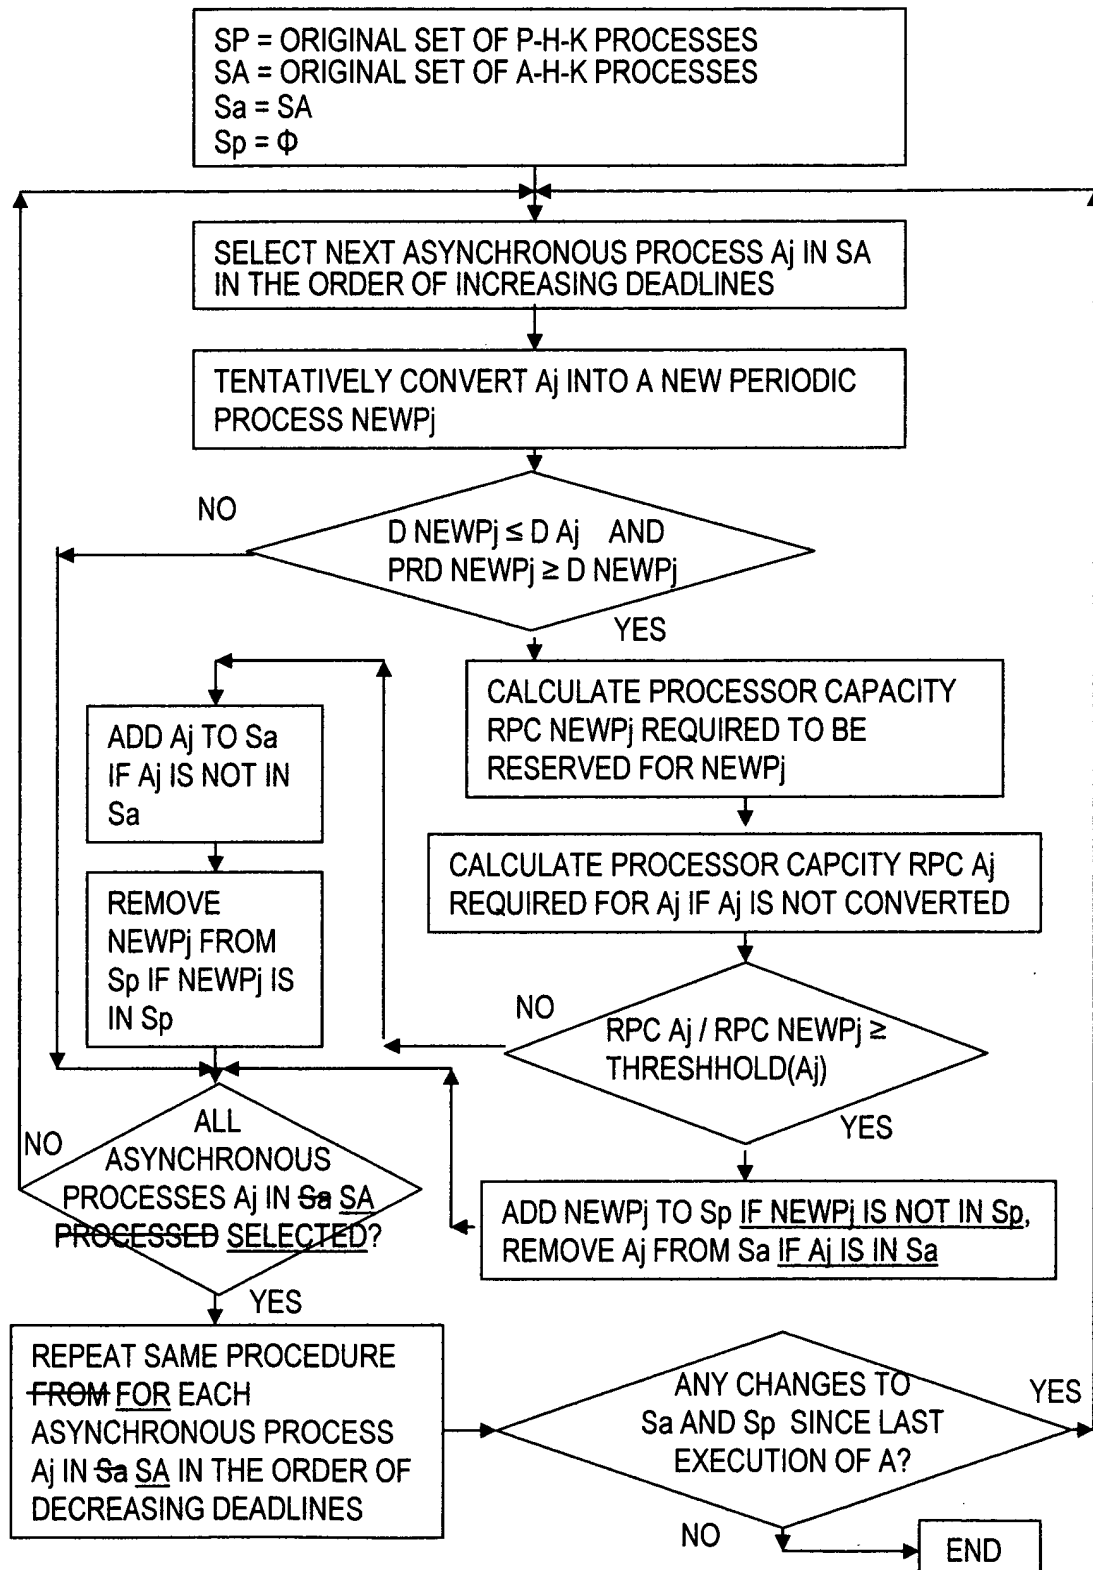 SP = ORIGINAL SET OF P-H-K PROCESSES
SA = ORIGINAL SET OF A-H-K PROCESSES
Sa = SA
Sp = Φ
SELECT NEXT ASYNCHRONOUS PROCESS Aj IN SA
IN THE ORDER OF INCREASING DEADLINES
TENTATIVELY CONVERT Aj INTO A NEW PERIODIC
PROCESS NEWPj
NO
D NEWPj ≤ D Aj AND
PRD NEWPj ≥ D NEWPj
YES
CALCULATE PROCESSOR CAPACITY
RPC NEWPj REQUIRED TO BE
RESERVED FOR NEWPj
ADD Aj TO Sa
IF Aj IS NOT IN
Sa
CALCULATE PROCESSOR CAPCITY RPC Aj
REQUIRED FOR Aj IF Aj IS NOT CONVERTED
REMOVE
NEWPj FROM
Sp IF NEWPj IS
IN Sp
NO
RPC Aj / RPC NEWPj ≥
THRESHHOLD(Aj)
YES
NO
ALL
ASYNCHRONOUS
PROCESSES Aj IN Sa SA
PROCESSED SELECTED?
YES
ADD NEWPj TO Sp IF NEWPj IS NOT IN Sp,
REMOVE Aj FROM Sa IF Aj IS IN Sa
REPEAT SAME PROCEDURE
FROM FOR EACH
ASYNCHRONOUS PROCESS
Aj IN Sa SA IN THE ORDER OF
DECREASING DEADLINES
ANY CHANGES TO
Sa AND Sp SINCE LAST
EXECUTION OF A?
YES
NO
END